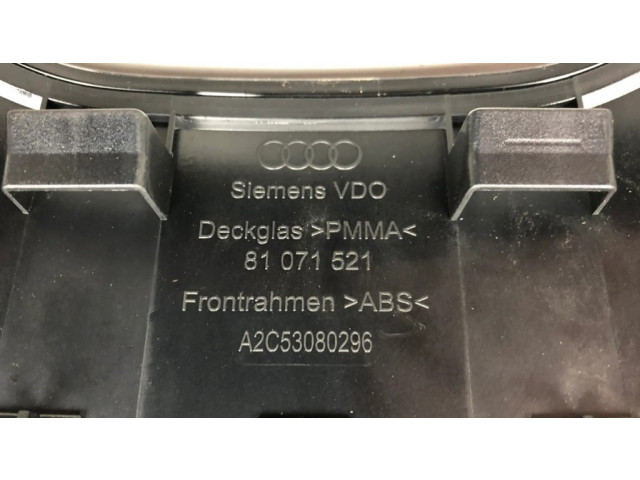 Siemens VDO
Deckglas >PMMA<
81 071 521
Frontrahmen >ABS<
A2C53080296